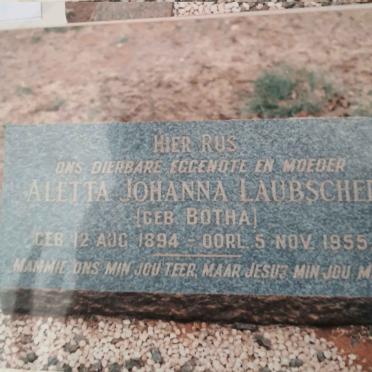 HIER RUS
ONS DIERBARE EGGENOTE EN MOEDER
ALETTA JOHANNA LAUBSCHER
(GEB. BOTHA)
GEB. 12 AUG. 1894 – OORL. 5 NOV. 1955
MAMMIE ONS MIN JOU TEER, MAAR JESUS MIN JOU